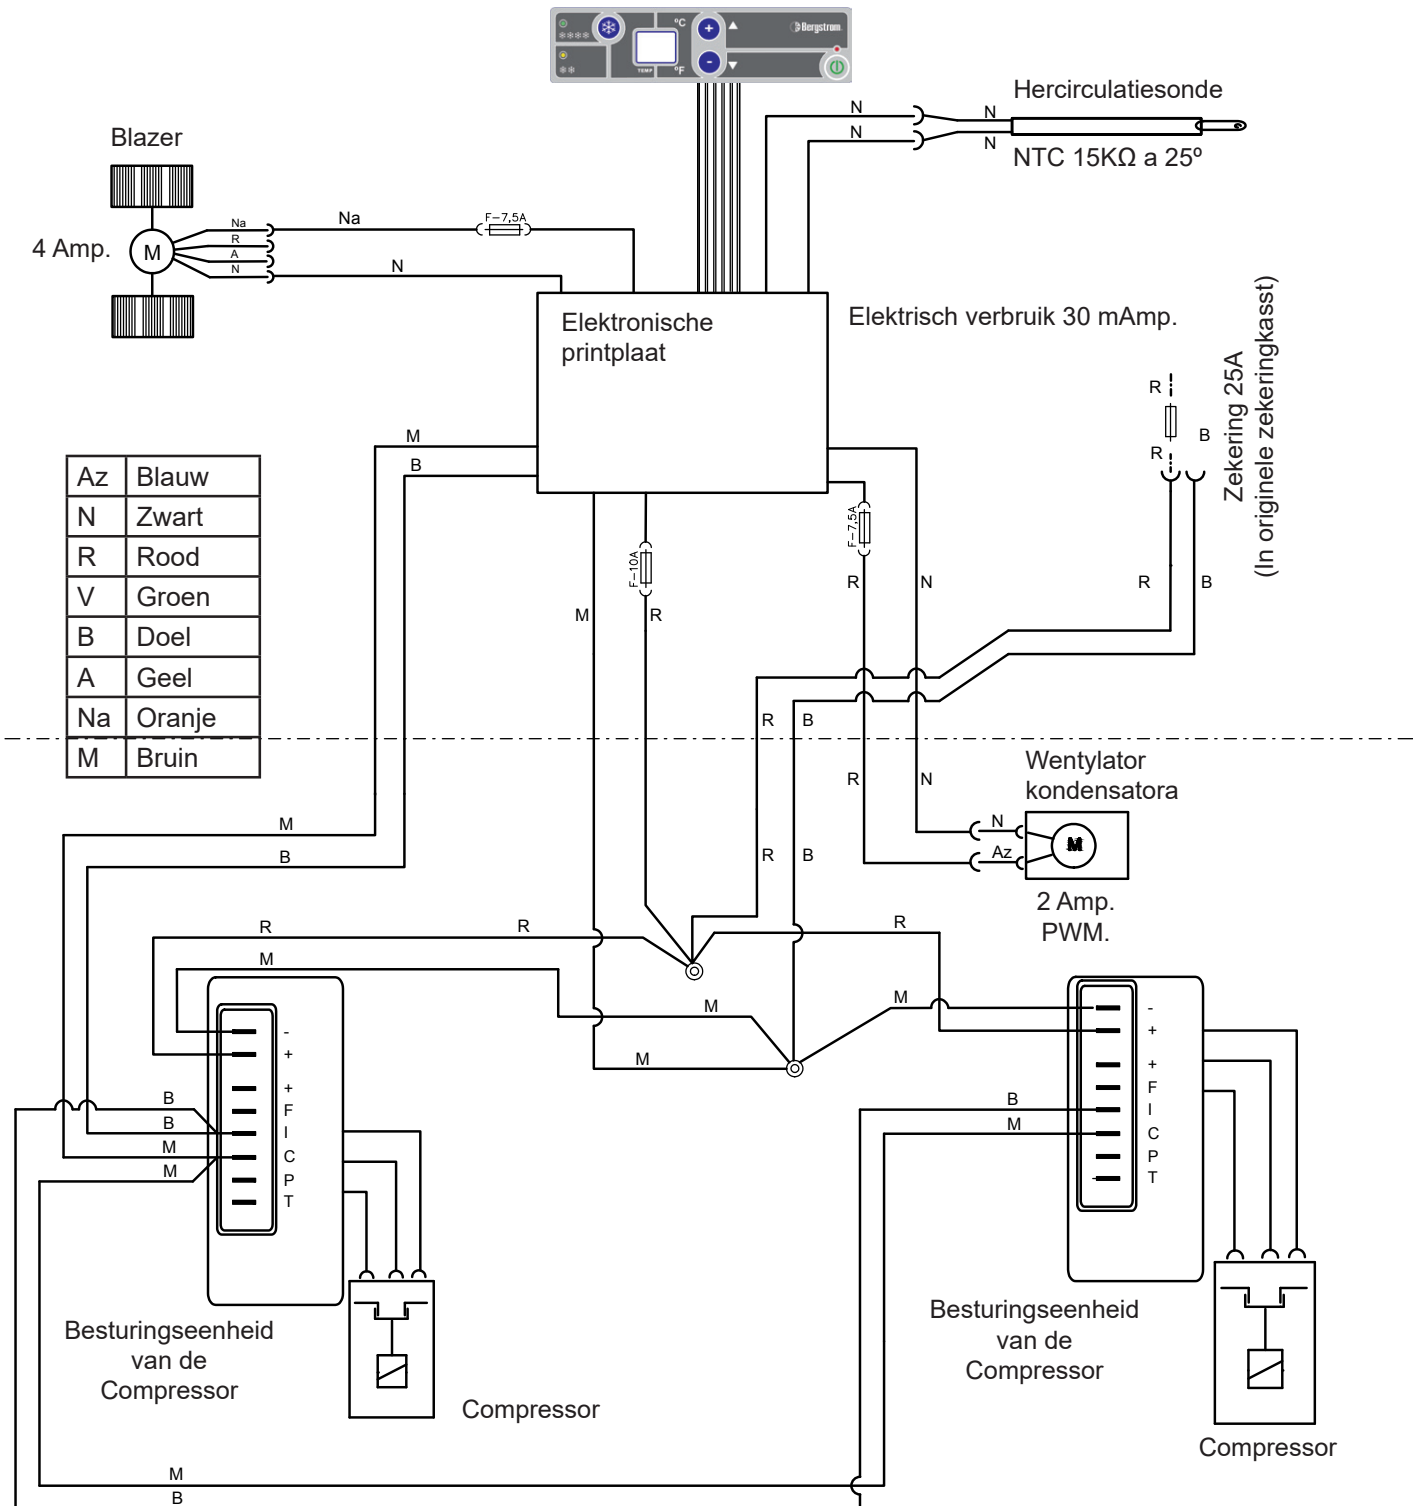 °C
Bergstrom
TEMP
°F
Hercirculatiesonde
N
N
N
N
NTC 15KΩ a 25º
Blazer
4 Amp.
M
Na
R
A
N
Na
F-7,5A
N
Elektronische
printplaat
Elektrisch verbruik 30 mAmp.
Zekering 25A
(In originele zekeringkasst)
R
R
B
R
B
M
B
Az Blauw
N Zwart
R Rood
V Groen
B Doel
A Geel
Na Oranje
M Bruin
F-10A
M
R
F-7,5A
R
N
R
B
R
N
Wentylator
kondensatora
N
Az
M
2 Amp.
PWM.
M
B
R
B
R
R
R
M
M
M
M
-
+
+
F
I
C
P
T
B
B
M
M
-
+
+
F
I
C
P
T
B
M
Besturingseenheid
van de
Compressor
Compressor
Besturingseenheid
van de
Compressor
Compressor
M
B